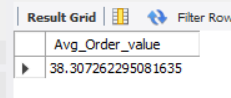 Result Grid Filter Row
Avg_Order_value
38.307262295081635